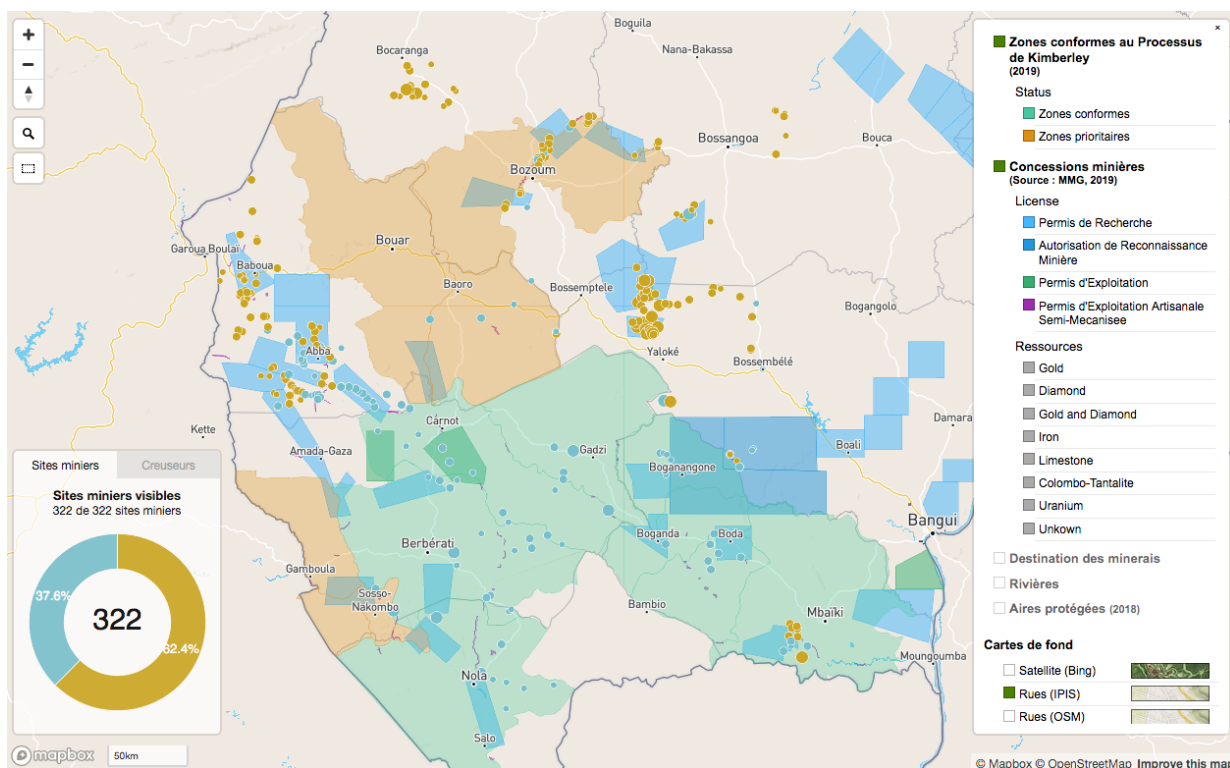 Boguila
Bocaranga
Nana-Bakassa
Bossangoa
Bouca
Bozoum
Garoua Boulai
Bouar
Baboua
Baoro
Bossemptele
Bogangolo
Abba
Yaloké
Bossembélé
Damara
Kette
Carnot
Amada-Gaza
Gadzi
Boali
Boganangone
Bangui
Berbérati
Boganda
Boda
Gamboula
Sosso-
Nakombo
Bambio
Mbaïki
Moungoumba
Nola
Salo
Sites miniers
Creuseurs
Sites miniers visibles
322 de 322 sites miniers
37.6%
322
62.4%
mapbox
50km
×
Zones conformes au Processus
de Kimberley
(2019)
Status
Zones conformes
Zones prioritaires
Concessions minières
(Source : MMG, 2019)
License
Permis de Recherche
Autorisation de Reconnaissance
Minière
Permis d'Exploitation
Permis d'Exploitation Artisanale
Semi-Mecanisee
Ressources
Gold
Diamond
Gold and Diamond
Iron
Limestone
Colombo-Tantalite
Uranium
Unkown
Destination des minerais
Rivières
Aires protégées (2018)
Cartes de fond
Satellite (Bing)
Rues (IPIS)
Rues (OSM)
© Mapbox © OpenStreetMap Improve this map